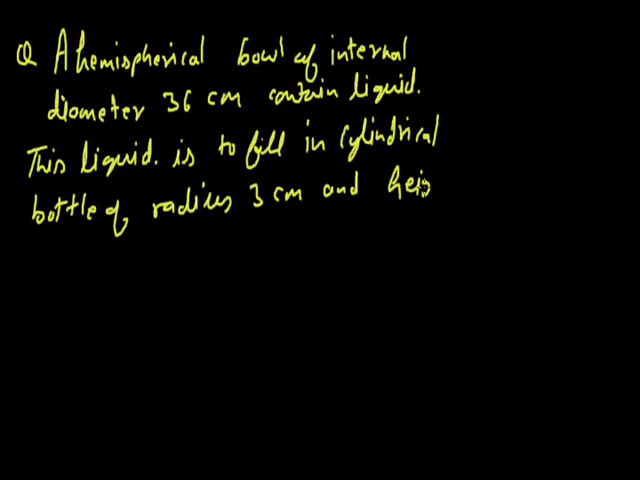 Q A hemispherical bowl of internal
diameter 36 cm contain liquid.
This liquid. is to fill in cylindrical
bottle of radius 3 cm and hei